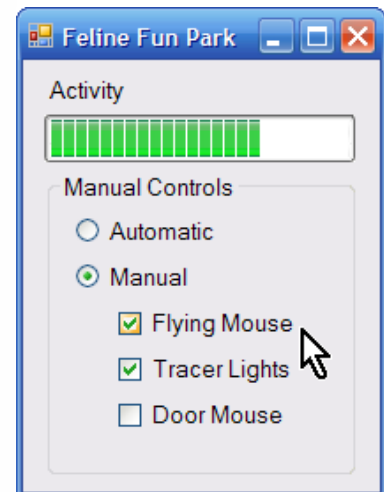 Feline Fun Park
Activity
Manual Controls
Automatic
Manual
Flying Mouse
Tracer Lights
Door Mouse